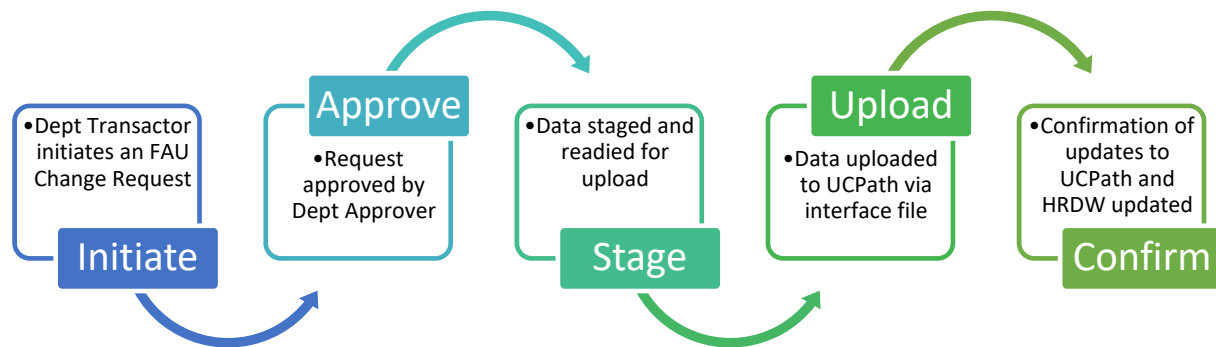 •Dept Transactor
initiates an FAU
Change Request
Initiate
Approve
•Request
approved by
Dept Approver
•Data staged and
readied for
upload
Stage
Upload
•Data uploaded
to UCPath via
interface file
•Confirmation of
updates to
UCPath and
HRDW updated
Confirm